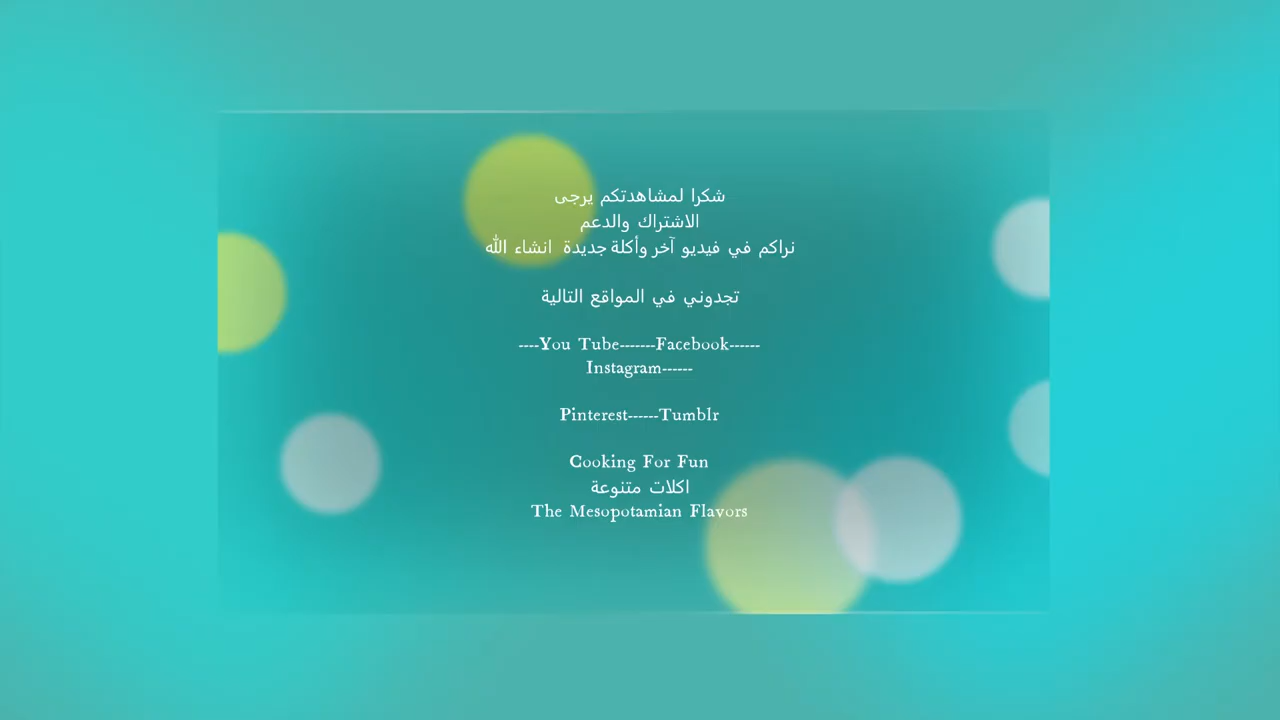 شكرا لمشاهدتكم يرجى
الاشتراك والدعم
نراكم في فيديو آخر وأكلة جديدة انشاء الله
تجدوني في المواقع التالية
----You Tube-------Facebook------
Instagram------
Pinterest------Tumblr
Cooking For Fun
اكلات متنوعة
The Mesopotamian Flavors